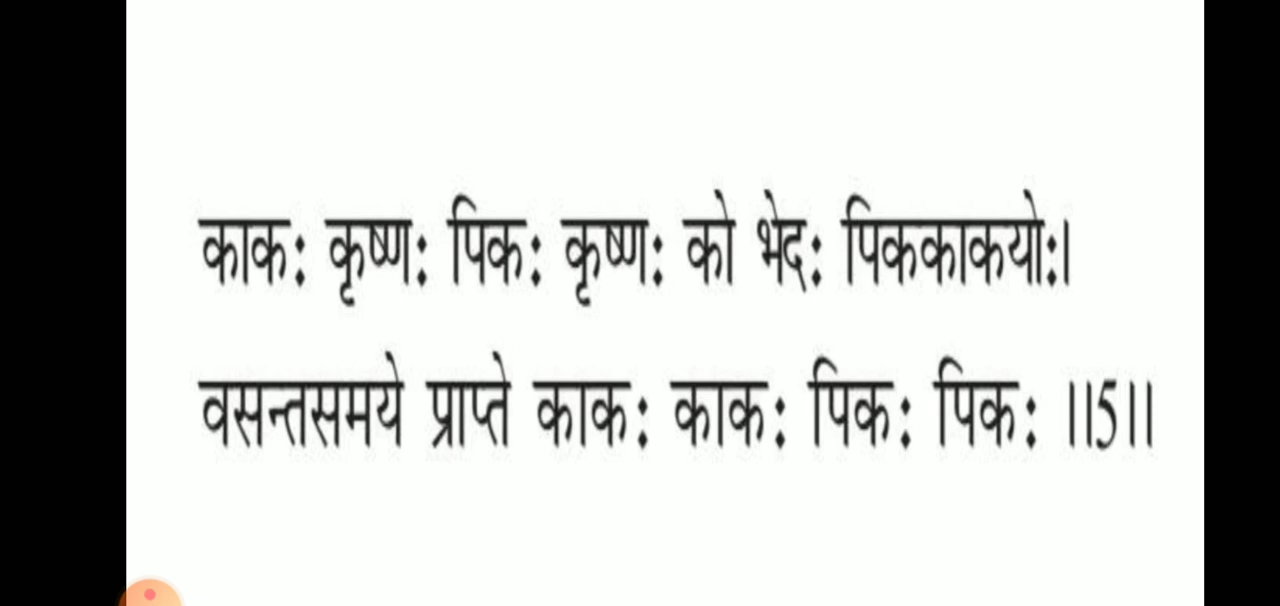 काकः कृष्णः पिकः कृष्णः को भेदः पिककाकयोः।
वसन्तसमये प्राप्ते काकः काकः पिकः पिकः ।।5।।